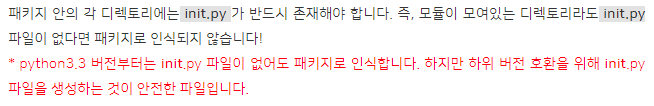 패키지 안의 각 디렉토리에는 init.py 가 반드시 존재해야 합니다. 즉, 모듈이 모여있는 디렉토리라도 init.py
파일이 없다면 패키지로 인식되지 않습니다!
* python3.3 버전부터는 init.py 파일이 없어도 패키지로 인식합니다. 하지만 하위 버전 호환을 위해 init.py
파일을 생성하는 것이 안전한 파일입니다.